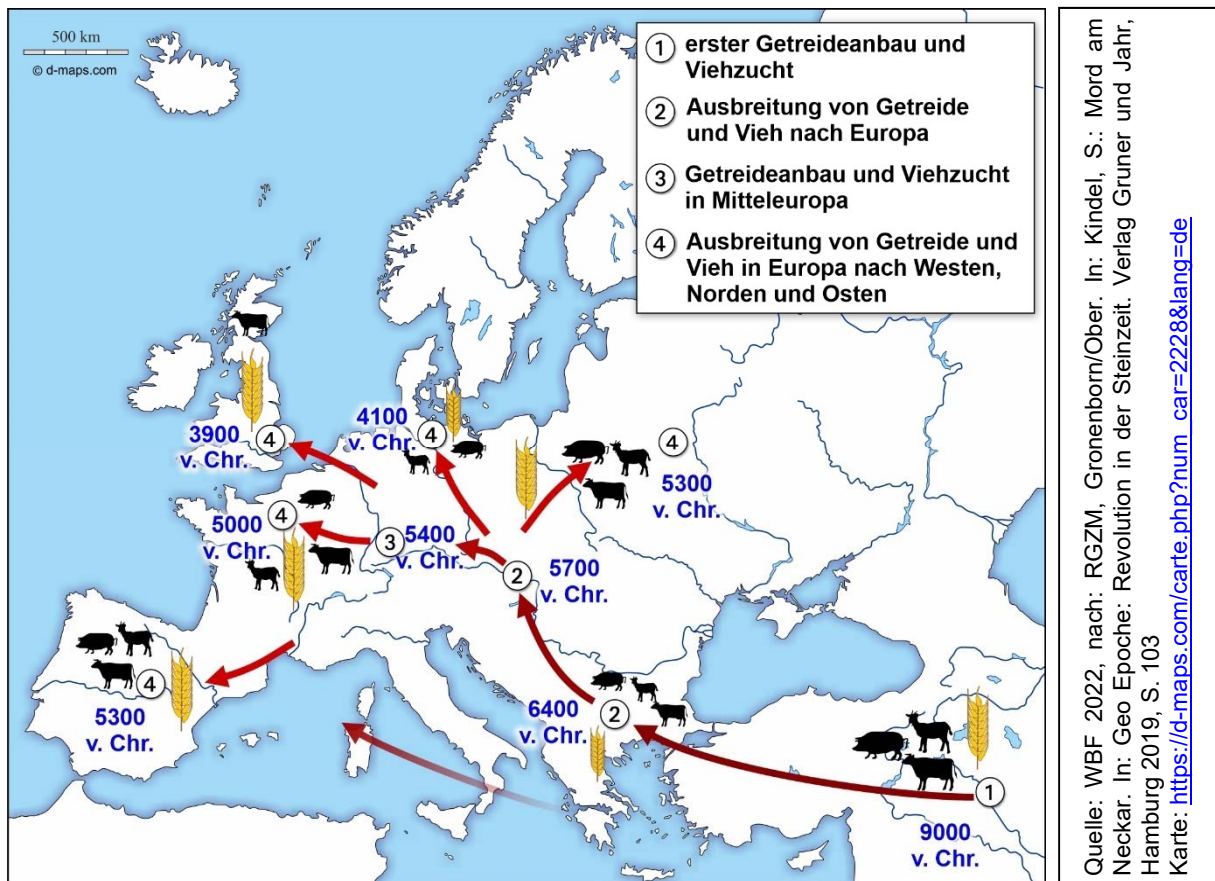 500 km
© d-maps.com
1 erster Getreideanbau und
Viehzucht
2 Ausbreitung von Getreide
und Vieh nach Europa
3 Getreideanbau und Viehzucht
in Mitteleuropa
4 Ausbreitung von Getreide und
Vieh in Europa nach Westen,
Norden und Osten
3900
v. Chr.
4
4100
v. Chr.
4
4
5300
v. Chr.
5000
v. Chr.
4
3
5400
v. Chr.
2
5700
v. Chr.
4
5300
v. Chr.
6400
v. Chr.
2
1
9000
v. Chr.
Quelle: WBF 2022, nach: RGZM, Gronenborn/Ober. In: Kindel, S.: Mord am
Neckar. In: Geo Epoche: Revolution in der Steinzeit. Verlag Gruner und Jahr,
Hamburg 2019, S. 103
Karte: https://d-maps.com/carte.php?num_car=2228&lang=de